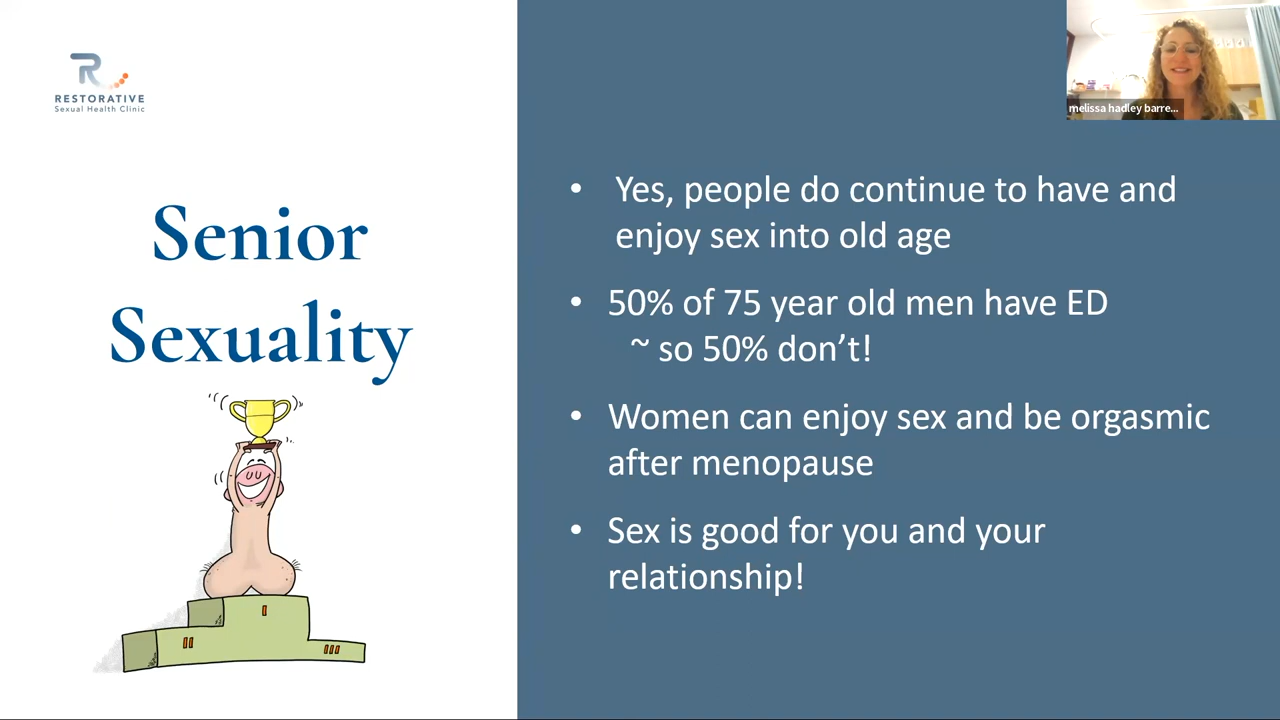 RESTORATIVE
Sexual Health Clinic
melissa hadley barre...
Senior
Sexuality
• Yes, people do continue to have and
enjoy sex into old age
• 50% of 75 year old men have ED
~ so 50% don’t!
• Women can enjoy sex and be orgasmic
after menopause
• Sex is good for you and your
relationship!
I
II
III